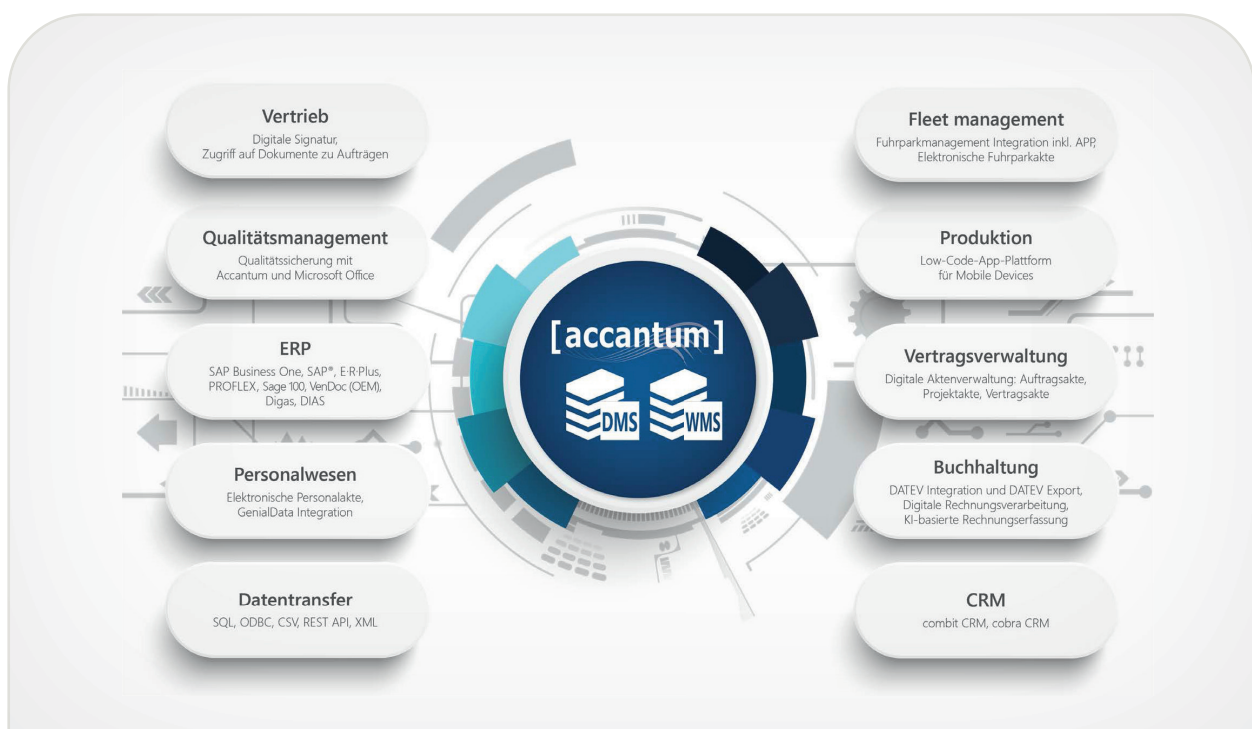 Vertrieb
Digitale Signatur,
Zugriff auf Dokumente zu Aufträgen
Qualitätsmanagement
Qualitätssicherung mit
Accantum und Microsoft Office
ERP
SAP Business One, SAP®, E·R·Plus,
PROFLEX, Sage 100, VenDoc (OEM),
Digas, DIAS
Personalwesen
Elektronische Personalakte,
GenialData Integration
Datentransfer
SQL, ODBC, CSV, REST API, XML
[accantum]
DMS WMS
Fleet management
Fuhrparkmanagement Integration inkl. APP,
Elektronische Fuhrparkakte
Produktion
Low-Code-App-Plattform
für Mobile Devices
Vertragsverwaltung
Digitale Aktenverwaltung: Auftragsakte,
Projektakte, Vertragsakte
Buchhaltung
DATEV Integration und DATEV Export,
Digitale Rechnungsverarbeitung,
KI-basierte Rechnungserfassung
CRM
combit CRM, cobra CRM